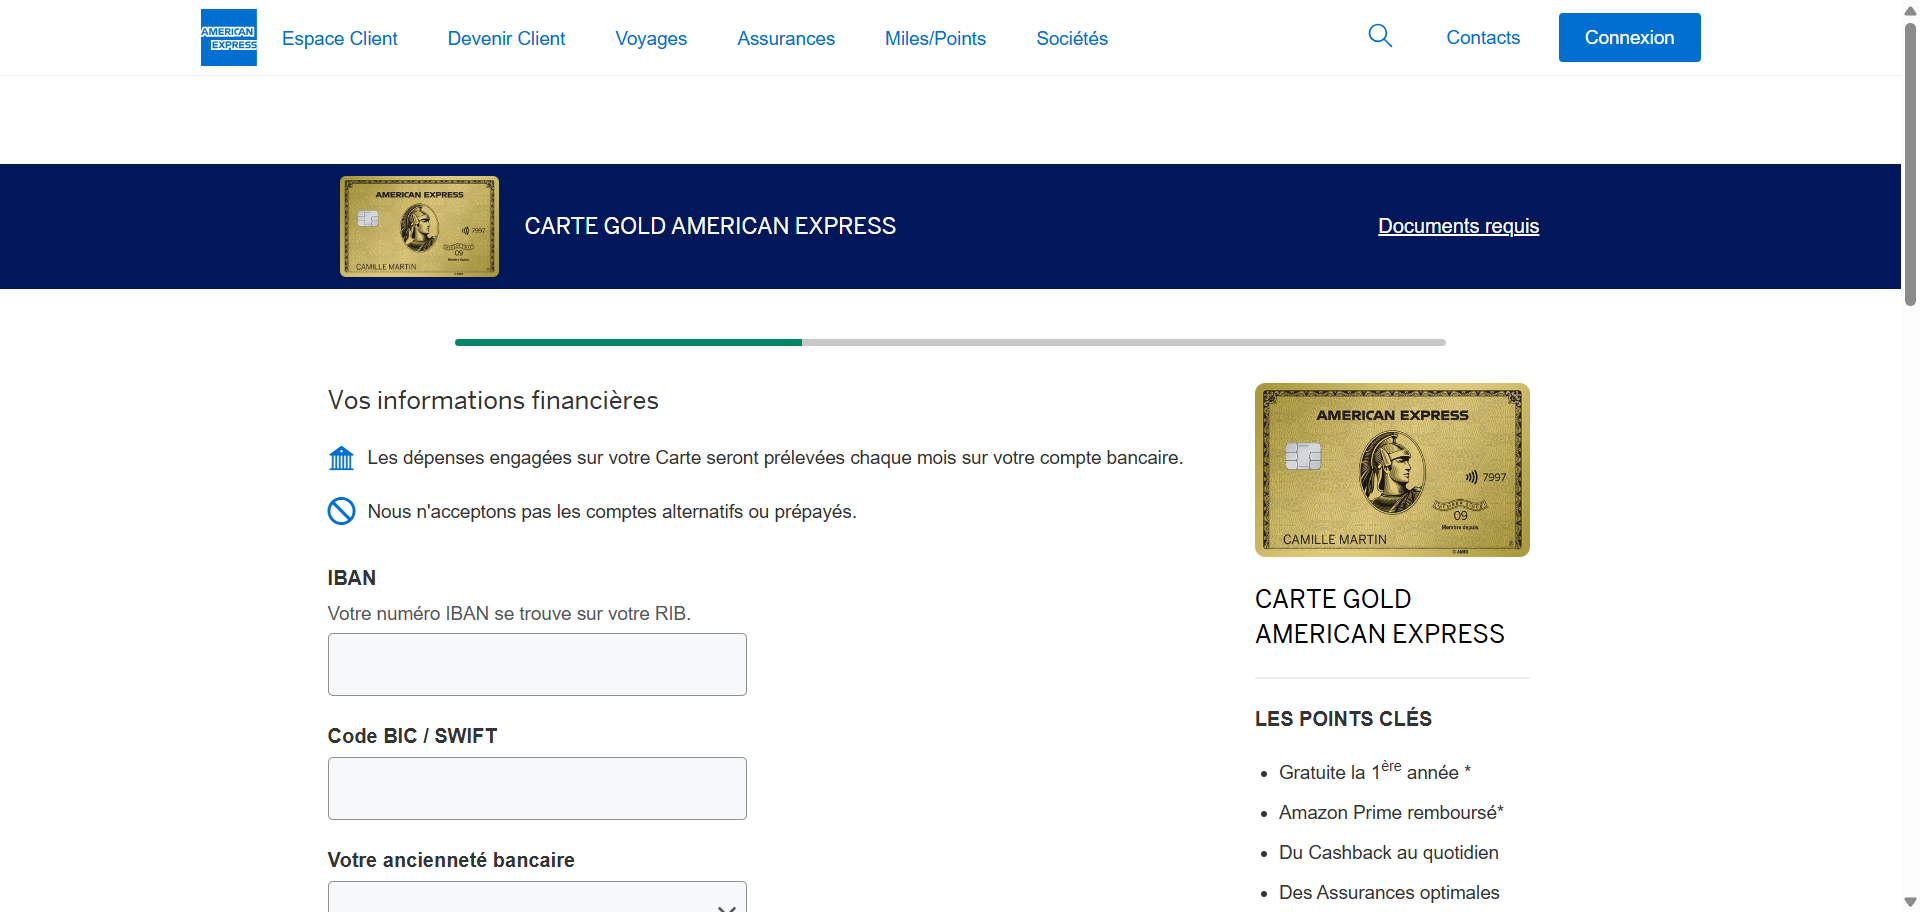 AMERICAN
EXPRESS
Espace Client
Devenir Client
Voyages
Assurances
Miles/Points
Sociétés
Contacts
Connexion
AMERICAN EXPRESS
7997
09
CAMILLE MARTIN
CARTE GOLD AMERICAN EXPRESS
Documents requis
Vos informations financières
Les dépenses engagées sur votre Carte seront prélevées chaque mois sur votre compte bancaire.
Nous n'acceptons pas les comptes alternatifs ou prépayés.
IBAN
Votre numéro IBAN se trouve sur votre RIB.
Code BIC / SWIFT
Votre ancienneté bancaire
AMERICAN EXPRESS
7997
09
Membre depuis
CAMILLE MARTIN
© AMEX
®
CARTE GOLD
AMERICAN EXPRESS
LES POINTS CLÉS
Gratuite la 1ère année *
Amazon Prime remboursé*
Du Cashback au quotidien
Des Assurances optimales